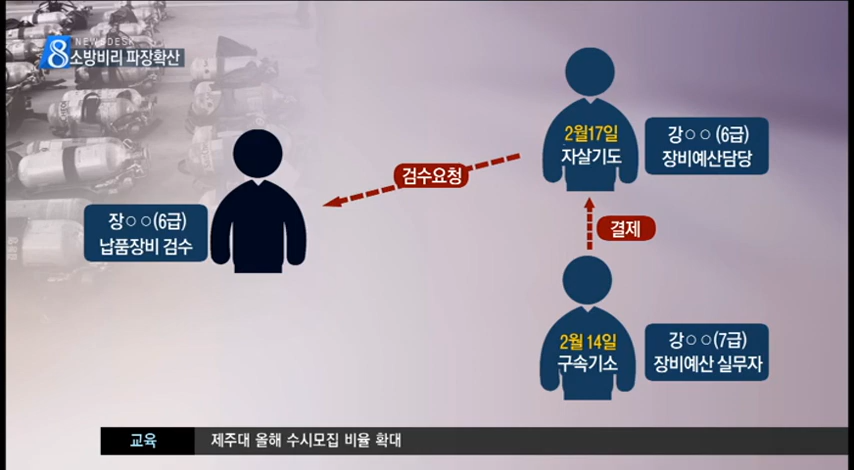 8 NEWSDESK
소방비리 파장확산
2월17일
자살기도
강○○(6급)
장비예산담당
검수요청
장○○(6급)
납품장비 검수
결제
2월14일
구속기소
강○○(7급)
장비예산 실무자
교육
제주대 올해 수시모집 비율 확대